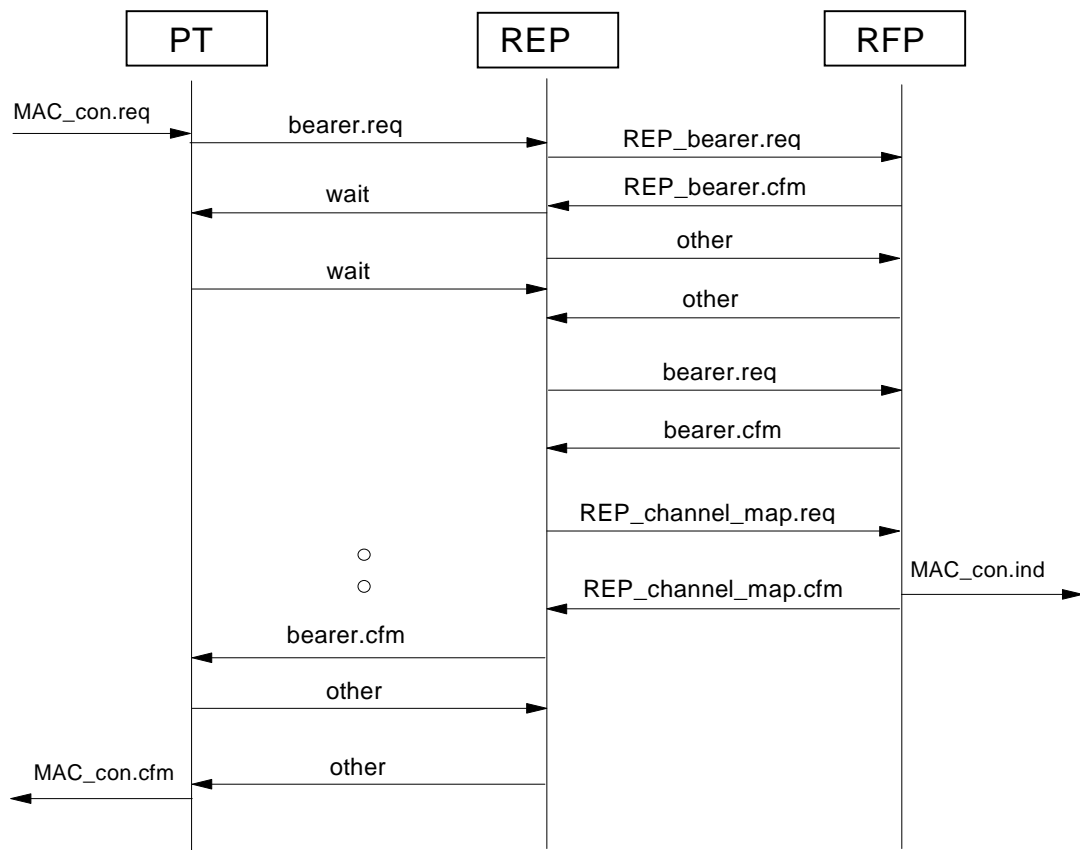 PT
REP
RFP
MAC_con.req
bearer.req
REP_bearer.req
REP_bearer.cfm
wait
other
wait
other
bearer.req
bearer.cfm
REP_channel_map.req
MAC_con.ind
REP_channel_map.cfm
bearer.cfm
other
other
MAC_con.cfm